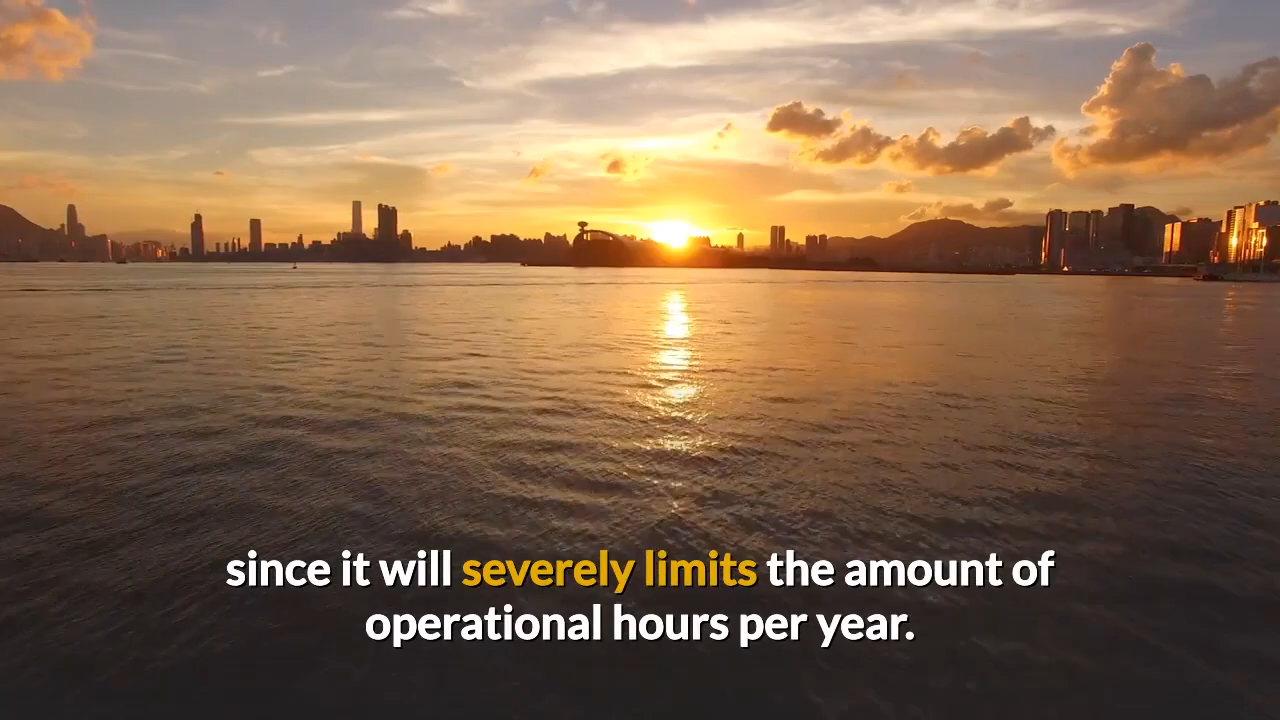 since it will severely limits the amount of
operational hours per year.